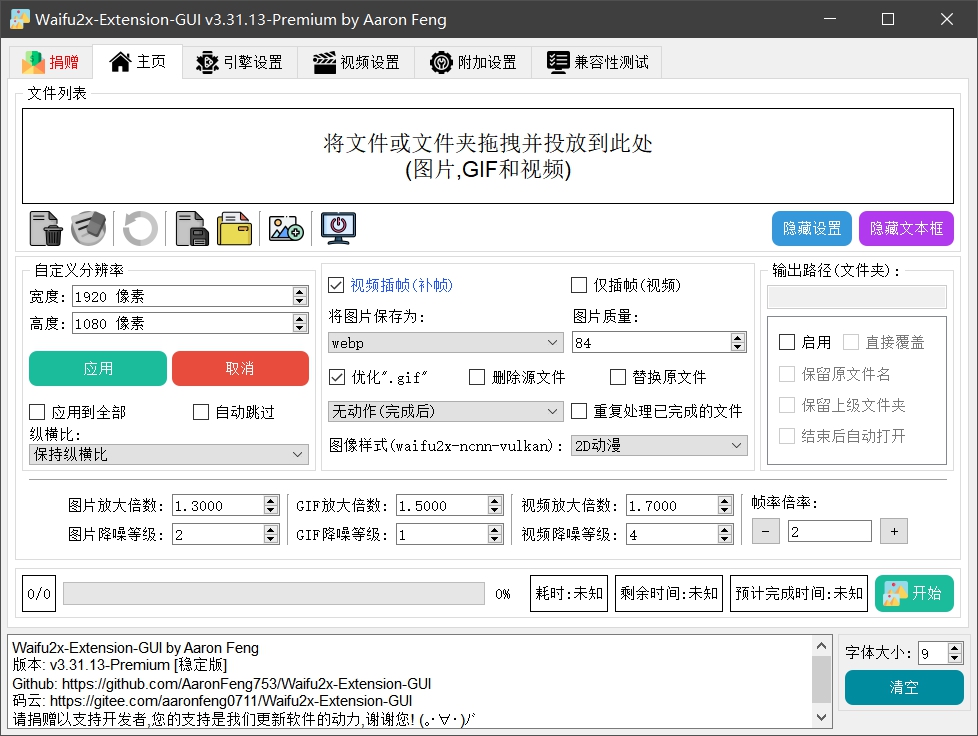 Waifu2x-Extension-GUI v3.31.13-Premium by Aaron Feng
捐赠 主页 引擎设置 视频设置 附加设置 兼容性测试
文件列表
将文件或文件夹拖拽并投放到此处
(图片,GIF和视频)
隐藏设置 隐藏文本框
自定义分辨率
宽度: 1920 像素
高度: 1080 像素
应用 取消
应用到全部 自动跳过
纵横比:
保持纵横比
视频插帧(补帧) 仅插帧(视频)
将图片保存为: 图片质量:
webp 84
优化".gif" 删除源文件 替换原文件
无动作(完成后) 重复处理已完成的文件
图像样式(waifu2x-ncnn-vulkan): 2D动漫
输出路径(文件夹):
启用 直接覆盖
保留原文件名
保留上级文件夹
结束后自动打开
图片放大倍数: 1.3000 GIF放大倍数: 1.5000 视频放大倍数: 1.7000 帧率倍率:
图片降噪等级: 2 GIF降噪等级: 1 视频降噪等级: 4 − 2 +
0/0 0% 耗时:未知 剩余时间:未知 预计完成时间:未知 开始
Waifu2x-Extension-GUI by Aaron Feng
版本: v3.31.13-Premium [稳定版]
Github: https://github.com/AaronFeng753/Waifu2x-Extension-GUI
码云: https://gitee.com/aaronfeng0711/Waifu2x-Extension-GUI
请捐赠以支持开发者,您的支持是我们更新软件的动力,谢谢您! (｡･∀･)ﾉﾞ
字体大小: 9
清空